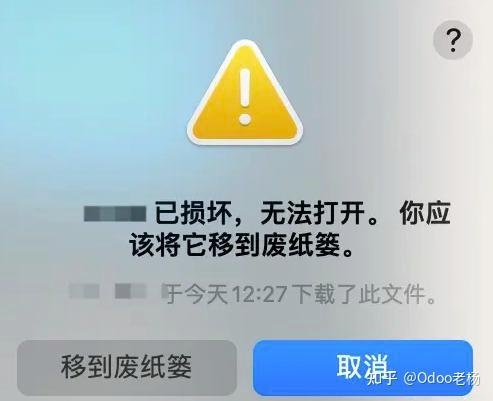 ?
已损坏，无法打开。 你应
该将它移到废纸篓。
于今天12:27下载了此文件。
移到废纸篓
取消
知乎 @Odoo老杨